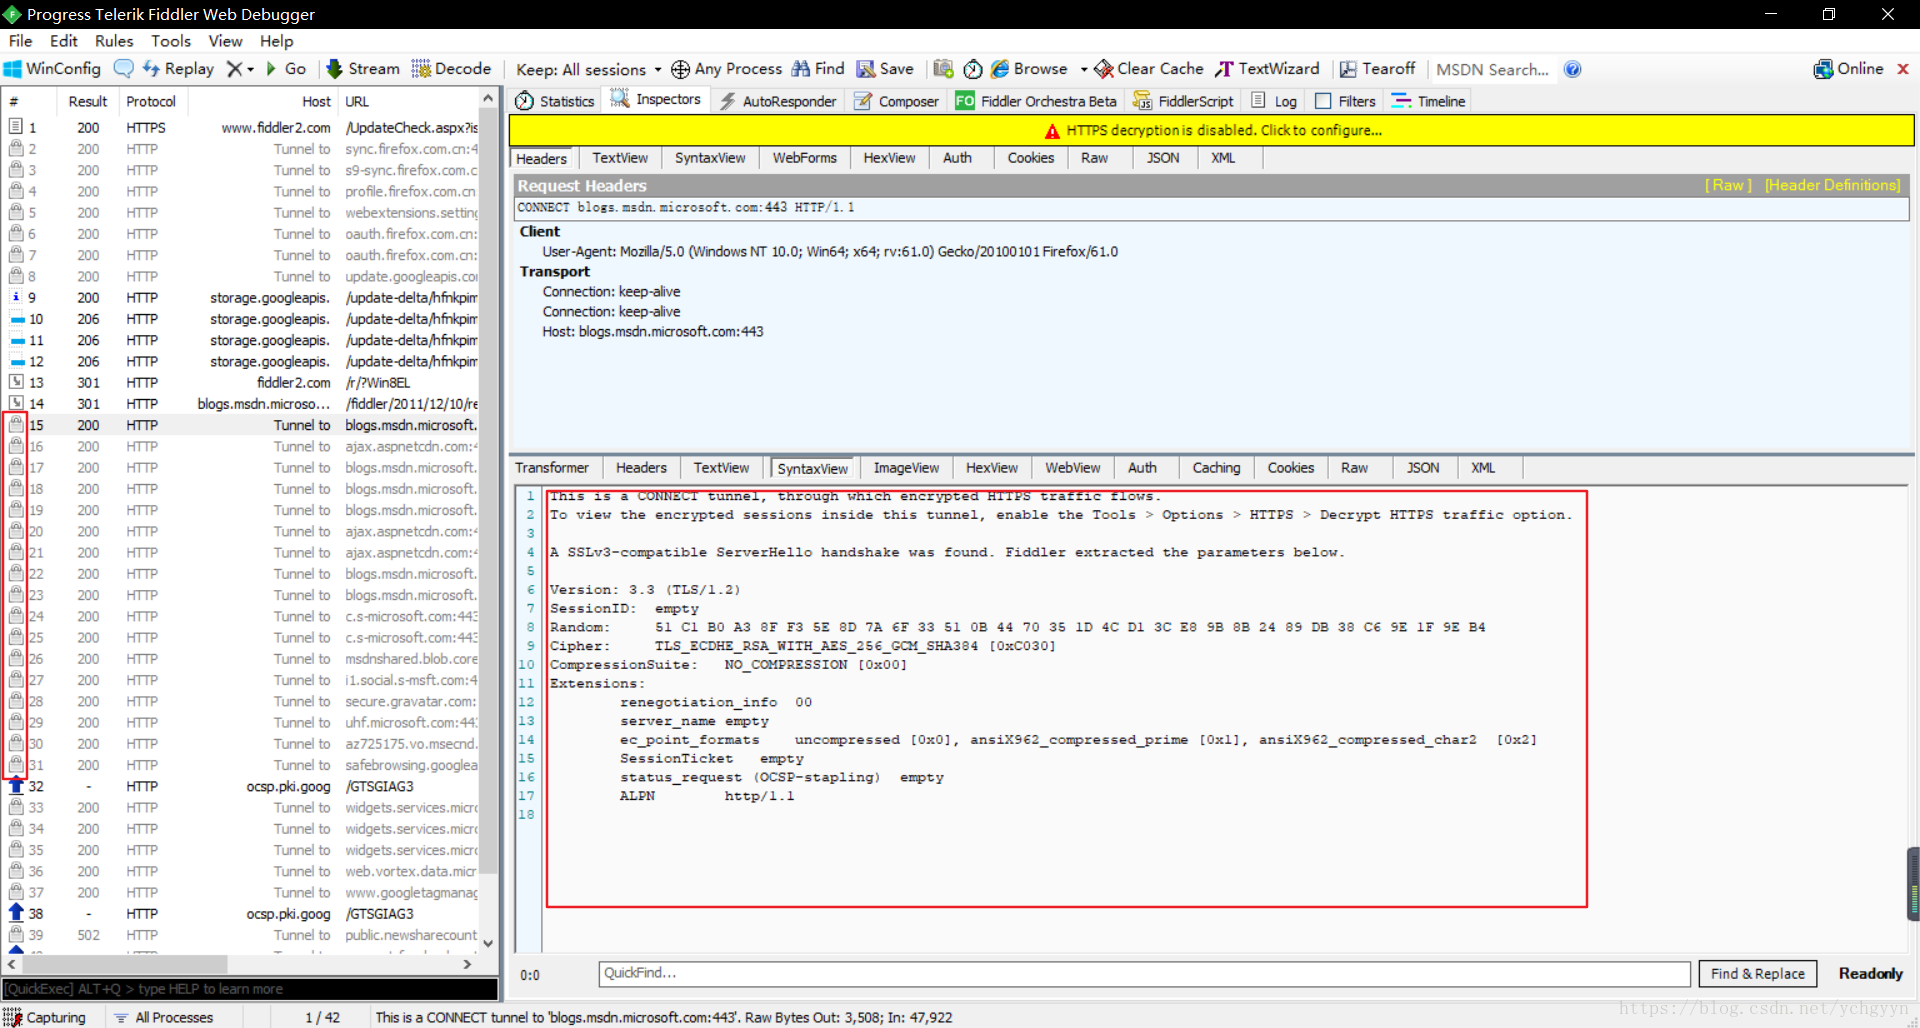 Progress Telerik Fiddler Web Debugger
File Edit Rules Tools View Help
WinConfig Replay Go Stream Decode Keep: All sessions Any Process Find Save Browse Clear Cache TextWizard Tearoff MSDN Search... Online
Statistics Inspectors AutoResponder Composer FO Fiddler Orchestra Beta FiddlerScript Log Filters Timeline
HTTPS decryption is disabled. Click to configure...
# Result Protocol Host URL
1 200 HTTPS www.fiddler2.com /UpdateCheck.aspx?is
2 200 HTTP Tunnel to sync.firefox.com.cn:4
3 200 HTTP Tunnel to s9-sync.firefox.com.cn
4 200 HTTP Tunnel to profile.firefox.com.cn:
5 200 HTTP Tunnel to webextensions.setting
6 200 HTTP Tunnel to oauth.firefox.com.cn:
7 200 HTTP Tunnel to oauth.firefox.com.cn:
8 200 HTTP Tunnel to update.googleapis.co
9 200 HTTP storage.googleapis. /update-delta/hfnkpim
10 206 HTTP storage.googleapis. /update-delta/hfnkpim
11 206 HTTP storage.googleapis. /update-delta/hfnkpim
12 206 HTTP storage.googleapis. /update-delta/hfnkpim
13 301 HTTP fiddler2.com /r/?Win8EL
14 301 HTTP blogs.msdn.microso... /fiddler/2011/12/10/re
15 200 HTTP Tunnel to blogs.msdn.microsoft.
16 200 HTTP Tunnel to ajax.aspnetcdn.com:4
17 200 HTTP Tunnel to blogs.msdn.microsoft.
18 200 HTTP Tunnel to blogs.msdn.microsoft.
19 200 HTTP Tunnel to blogs.msdn.microsoft.
20 200 HTTP Tunnel to ajax.aspnetcdn.com:4
21 200 HTTP Tunnel to ajax.aspnetcdn.com:4
22 200 HTTP Tunnel to blogs.msdn.microsoft.
23 200 HTTP Tunnel to blogs.msdn.microsoft.
24 200 HTTP Tunnel to c.s-microsoft.com:443
25 200 HTTP Tunnel to c.s-microsoft.com:443
26 200 HTTP Tunnel to msdnshared.blob.core
27 200 HTTP Tunnel to i1.social.s-msft.com:4
28 200 HTTP Tunnel to secure.gravatar.com:
29 200 HTTP Tunnel to uhf.microsoft.com:44
30 200 HTTP Tunnel to az725175.vo.msecnd.
31 200 HTTP Tunnel to safebrowsing.googlea
32 - HTTP ocsp.pki.goog /GTSGIAG3
33 200 HTTP Tunnel to widgets.services.micro
34 200 HTTP Tunnel to widgets.services.micro
35 200 HTTP Tunnel to widgets.services.micro
36 200 HTTP Tunnel to web.vortex.data.micr
37 200 HTTP Tunnel to www.googletagmanag
38 - HTTP ocsp.pki.goog /GTSGIAG3
39 502 HTTP Tunnel to public.newsharecount
[QuickExec] ALT+Q > type HELP to learn more
Headers TextView SyntaxView WebForms HexView Auth Cookies Raw JSON XML
Request Headers [ Raw ] [Header Definitions]
CONNECT blogs.msdn.microsoft.com:443 HTTP/1.1
Client
User-Agent: Mozilla/5.0 (Windows NT 10.0; Win64; x64; rv:61.0) Gecko/20100101 Firefox/61.0
Transport
Connection: keep-alive
Connection: keep-alive
Host: blogs.msdn.microsoft.com:443
Transformer Headers TextView SyntaxView ImageView HexView WebView Auth Caching Cookies Raw JSON XML
1 This is a CONNECT tunnel, through which encrypted HTTPS traffic flows.
2 To view the encrypted sessions inside this tunnel, enable the Tools > Options > HTTPS > Decrypt HTTPS traffic option.
3
4 A SSLv3-compatible ServerHello handshake was found. Fiddler extracted the parameters below.
5
6 Version: 3.3 (TLS/1.2)
7 SessionID: empty
8 Random: 51 C1 B0 A3 8F F3 5E 8D 7A 6F 33 51 0B 44 70 35 1D 4C D1 3C E8 9B 8B 24 89 DB 38 C6 9E 1F 9E B4
9 Cipher: TLS_ECDHE_RSA_WITH_AES_256_GCM_SHA384 [0xC030]
10 CompressionSuite: NO_COMPRESSION [0x00]
11 Extensions:
12 renegotiation_info 00
13 server_name empty
14 ec_point_formats uncompressed [0x0], ansiX962_compressed_prime [0x1], ansiX962_compressed_char2 [0x2]
15 SessionTicket empty
16 status_request (OCSP-stapling) empty
17 ALPN http/1.1
18
0:0 QuickFind... Find & Replace Readonly
https://blog.csdn.net/ychgyyn
Capturing All Processes 1 / 42 This is a CONNECT tunnel to 'blogs.msdn.microsoft.com:443'. Raw Bytes Out: 3,508; In: 47,922